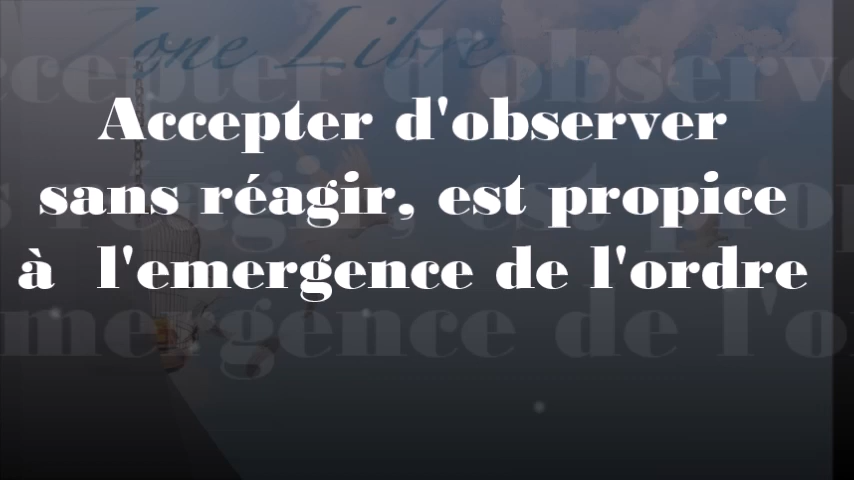 Zone Libre
Accepter d'observer
sans réagir, est propice
à l'emergence de l'ordre